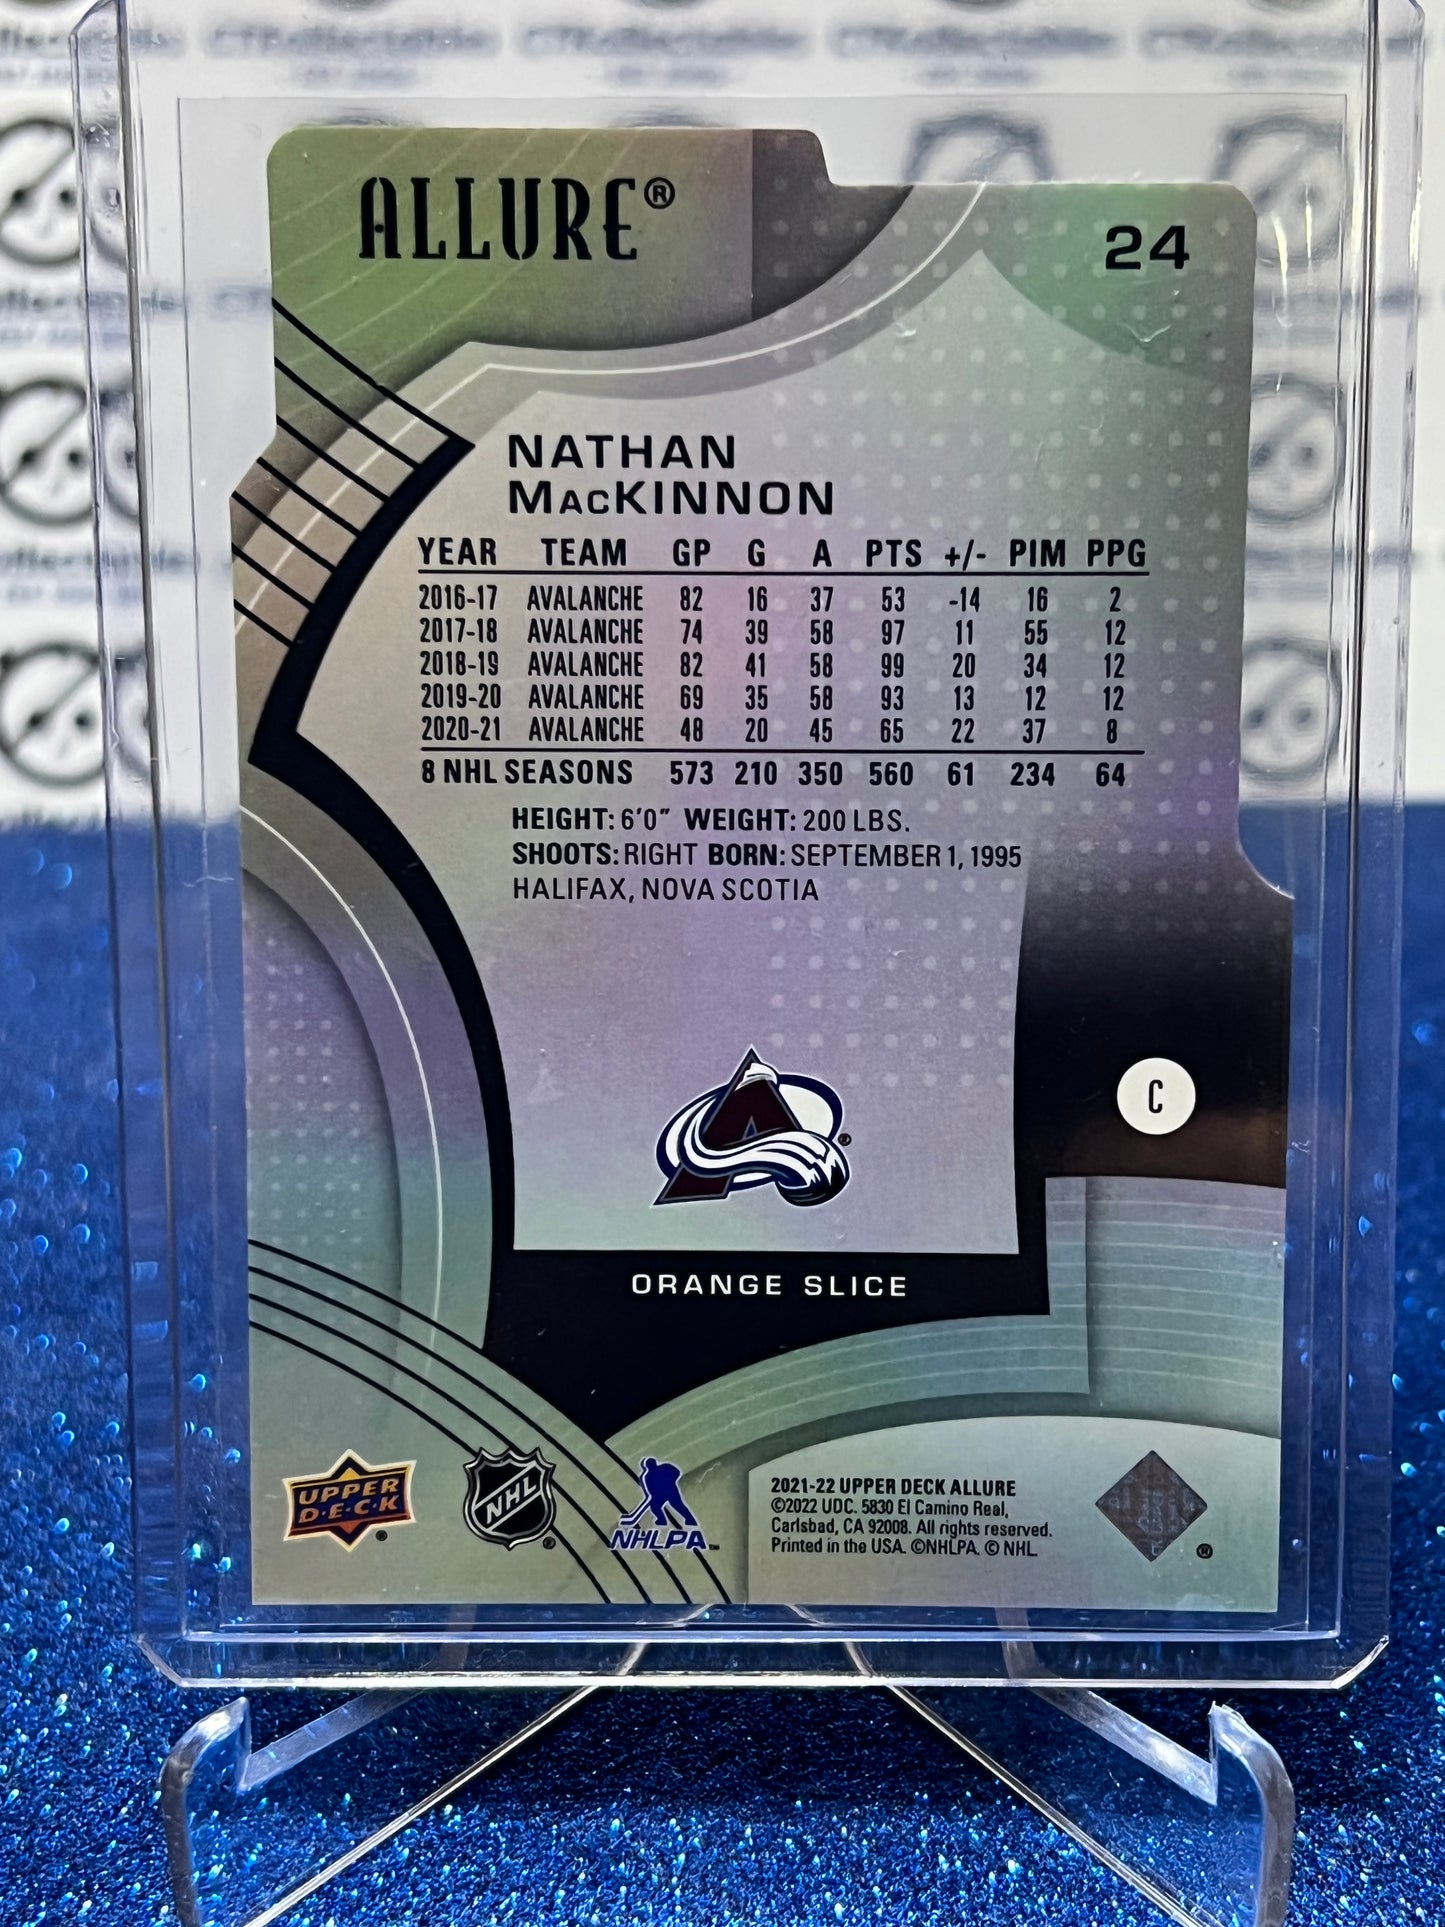 ALLURE®
24
NATHAN
MacKINNON
YEAR TEAM GP G A PTS +/- PIM PPG
2016-17 AVALANCHE 82 16 37 53 -14 16 2
2017-18 AVALANCHE 74 39 58 97 11 55 12
2018-19 AVALANCHE 82 41 58 99 20 34 12
2019-20 AVALANCHE 69 35 58 93 13 12 12
2020-21 AVALANCHE 48 20 45 65 22 37 8
8 NHL SEASONS 573 210 350 560 61 234 64
HEIGHT: 6'0" WEIGHT: 200 LBS.
SHOOTS: RIGHT BORN: SEPTEMBER 1, 1995
HALIFAX, NOVA SCOTIA
C
ORANGE SLICE
UPPER
D·E·C·K
®
NHL
®
NHLPA™
2021-22 UPPER DECK ALLURE
©2022 UDC. 5830 El Camino Real,
Carlsbad, CA 92008. All rights reserved.
Printed in the USA. ©NHLPA. © NHL.
®